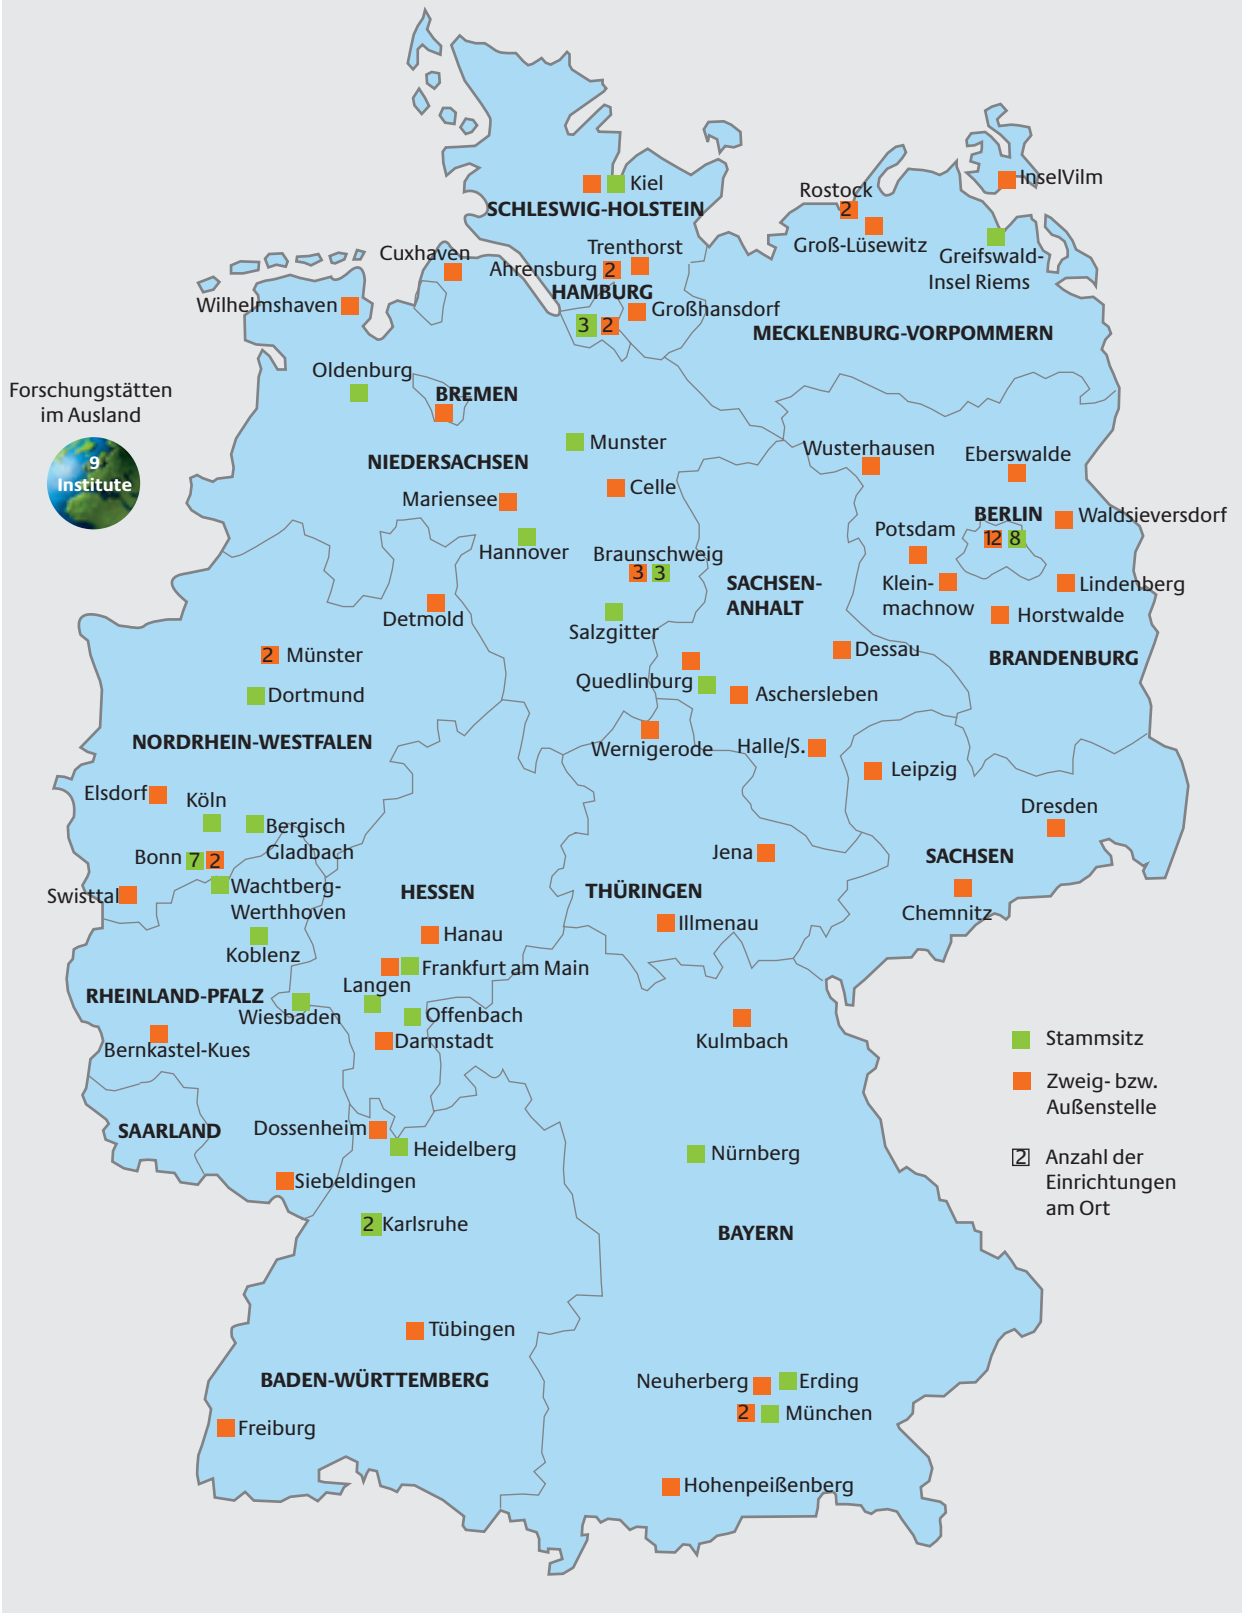 Kiel
SCHLESWIG-HOLSTEIN
InselVilm
Rostock
2
Groß-Lüsewitz
Greifswald-
Insel Riems
Cuxhaven
Trenthorst
Ahrensburg 2
HAMBURG
Wilhelmshaven
Großhansdorf
3 2
MECKLENBURG-VORPOMMERN
Oldenburg
BREMEN
Forschungstätten
im Ausland
9
Institute
Munster
NIEDERSACHSEN
Wusterhausen
Eberswalde
Celle
Mariensee
BERLIN
Waldsieversdorf
12 8
Potsdam
Hannover
Braunschweig
3 3
SACHSEN-
ANHALT
Klein-
machnow
Lindenberg
Horstwalde
Detmold
Salzgitter
2 Münster
Dessau
BRANDENBURG
Quedlinburg
Dortmund
Aschersleben
NORDRHEIN-WESTFALEN
Wernigerode
Halle/S.
Leipzig
Elsdorf
Köln
Dresden
Bergisch
Gladbach
Bonn 7 2
Jena
SACHSEN
Swisttal
Wachtberg-
Werthhoven
HESSEN
THÜRINGEN
Chemnitz
Illmenau
Hanau
Koblenz
Frankfurt am Main
Langen
RHEINLAND-PFALZ
Wiesbaden
Offenbach
Darmstadt
Kulmbach
Bernkastel-Kues
Stammsitz
Zweig- bzw.
Außenstelle
SAARLAND
Dossenheim
Heidelberg
Nürnberg
2 Anzahl der
Einrichtungen
am Ort
Siebeldingen
2 Karlsruhe
BAYERN
Tübingen
BADEN-WÜRTTEMBERG
Neuherberg
Erding
2 München
Freiburg
Hohenpeißenberg